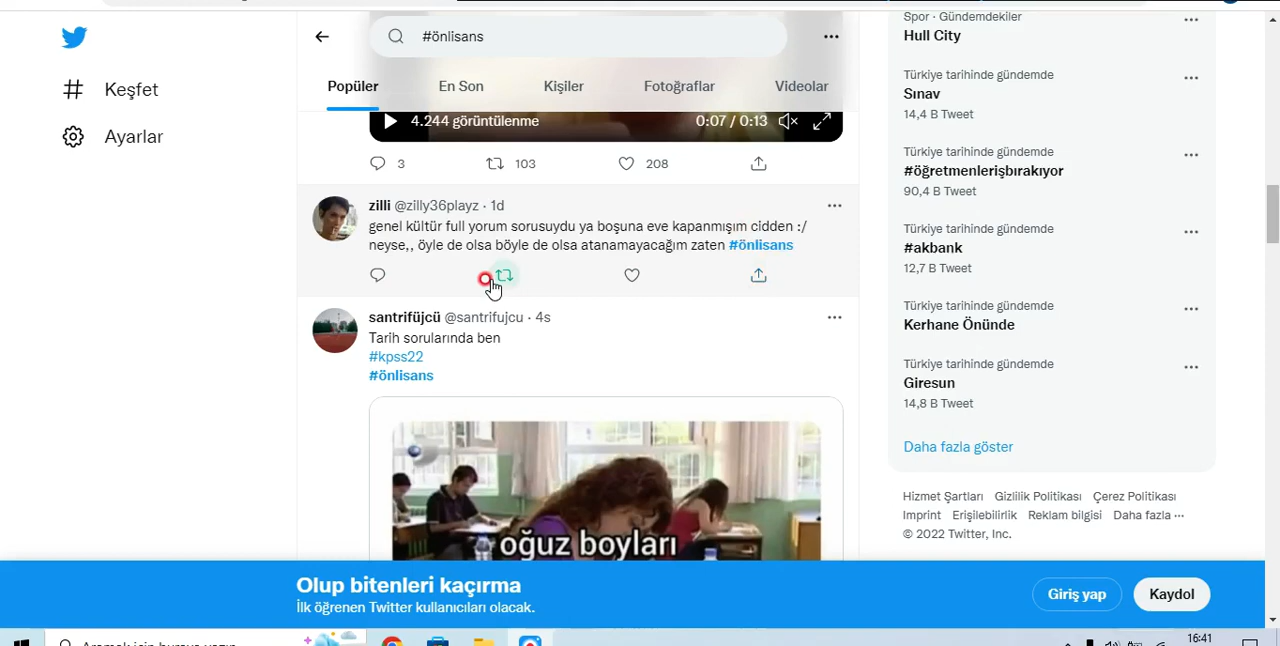 #önlisans
Popüler
En Son
Kişiler
Fotoğraflar
Videolar
Keşfet
Ayarlar
4.244 görüntülenme
0:07 / 0:13
3
103
208
zilli @zilly36playz · 1d
genel kültür full yorum sorusuydu ya boşuna eve kapanmışım cidden :/
neyse,, öyle de olsa böyle de olsa atanamayacağım zaten #önlisans
santrifüjcü @santrifujcu · 4s
Tarih sorularında ben
#kpss22
#önlisans
oğuz boyları
Spor · Gündemdekiler
Hull City
Türkiye tarihinde gündemde
Sınav
14,4 B Tweet
Türkiye tarihinde gündemde
#öğretmenlerişbırakıyor
90,4 B Tweet
Türkiye tarihinde gündemde
#akbank
12,7 B Tweet
Türkiye tarihinde gündemde
Kerhane Önünde
Türkiye tarihinde gündemde
Giresun
14,8 B Tweet
Daha fazla göster
Hizmet Şartları Gizlilik Politikası Çerez Politikası
Imprint Erişilebilirlik Reklam bilgisi Daha fazla ···
© 2022 Twitter, Inc.
Olup bitenleri kaçırma
İlk öğrenen Twitter kullanıcıları olacak.
Giriş yap
Kaydol
Aramak için buraya yazın
16:41